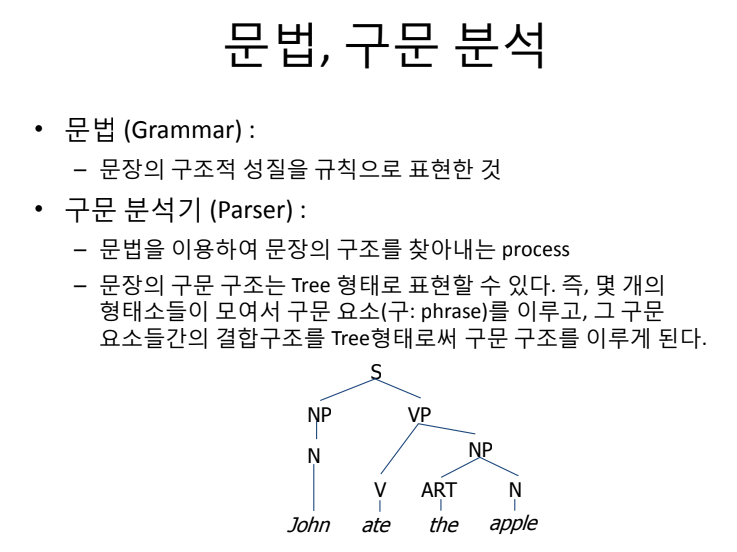 문법, 구문 분석
• 문법 (Grammar) :
– 문장의 구조적 성질을 규칙으로 표현한 것
• 구문 분석기 (Parser) :
– 문법을 이용하여 문장의 구조를 찾아내는 process
– 문장의 구문 구조는 Tree 형태로 표현할 수 있다. 즉, 몇 개의
형태소들이 모여서 구문 요소(구: phrase)를 이루고, 그 구문
요소들간의 결합구조를 Tree형태로써 구문 구조를 이루게 된다.
S
NP VP
N NP
V ART N
John ate the apple